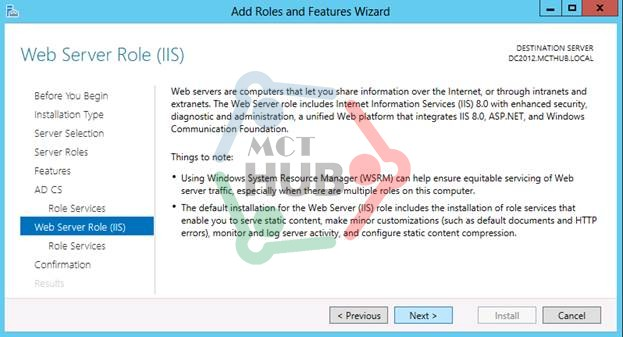 Add Roles and Features Wizard
Web Server Role (IIS)
DESTINATION SERVER
DC2012.MCTHUB.LOCAL
Before You Begin
Installation Type
Server Selection
Server Roles
Features
AD CS
Role Services
Web Server Role (IIS)
Role Services
Confirmation
Results
Web servers are computers that let you share information over the Internet, or through intranets and
extranets. The Web Server role includes Internet Information Services (IIS) 8.0 with enhanced security,
diagnostic and administration, a unified Web platform that integrates IIS 8.0, ASP.NET, and Windows
Communication Foundation.
MCT
HUB
Things to note:
• Using Windows System Resource Manager (WSRM) can help ensure equitable servicing of Web
server traffic, especially when there are multiple roles on this computer.
• The default installation for the Web Server (IIS) role includes the installation of role services that
enable you to serve static content, make minor customizations (such as default documents and HTTP
errors), monitor and log server activity, and configure static content compression.
< Previous
Next >
Install
Cancel